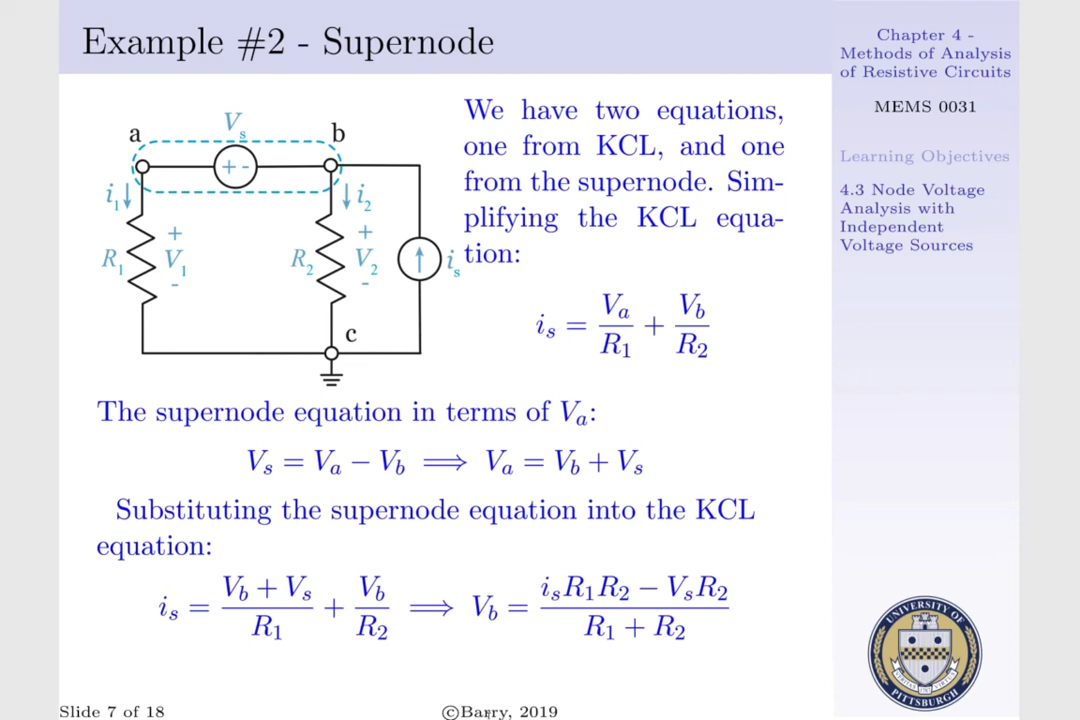 Example #2 - Supernode
Chapter 4 -
Methods of Analysis
of Resistive Circuits
MEMS 0031
Learning Objectives
4.3 Node Voltage
Analysis with
Independent
Voltage Sources
a
V_s
b
+ -
i_1
i_2
+
+
R_1
V_1
R_2
V_2
i_s
-
-
c
We have two equations,
one from KCL, and one
from the supernode. Sim-
plifying the KCL equa-
tion:
i_s = V_a/R_1 + V_b/R_2
The supernode equation in terms of V_a:
V_s = V_a − V_b ⟹ V_a = V_b + V_s
Substituting the supernode equation into the KCL
equation:
i_s = (V_b + V_s)/R_1 + V_b/R_2 ⟹ V_b = (i_s R_1 R_2 − V_s R_2)/(R_1 + R_2)
UNIVERSITY OF
PITTSBURGH
Slide 7 of 18
©Barry, 2019